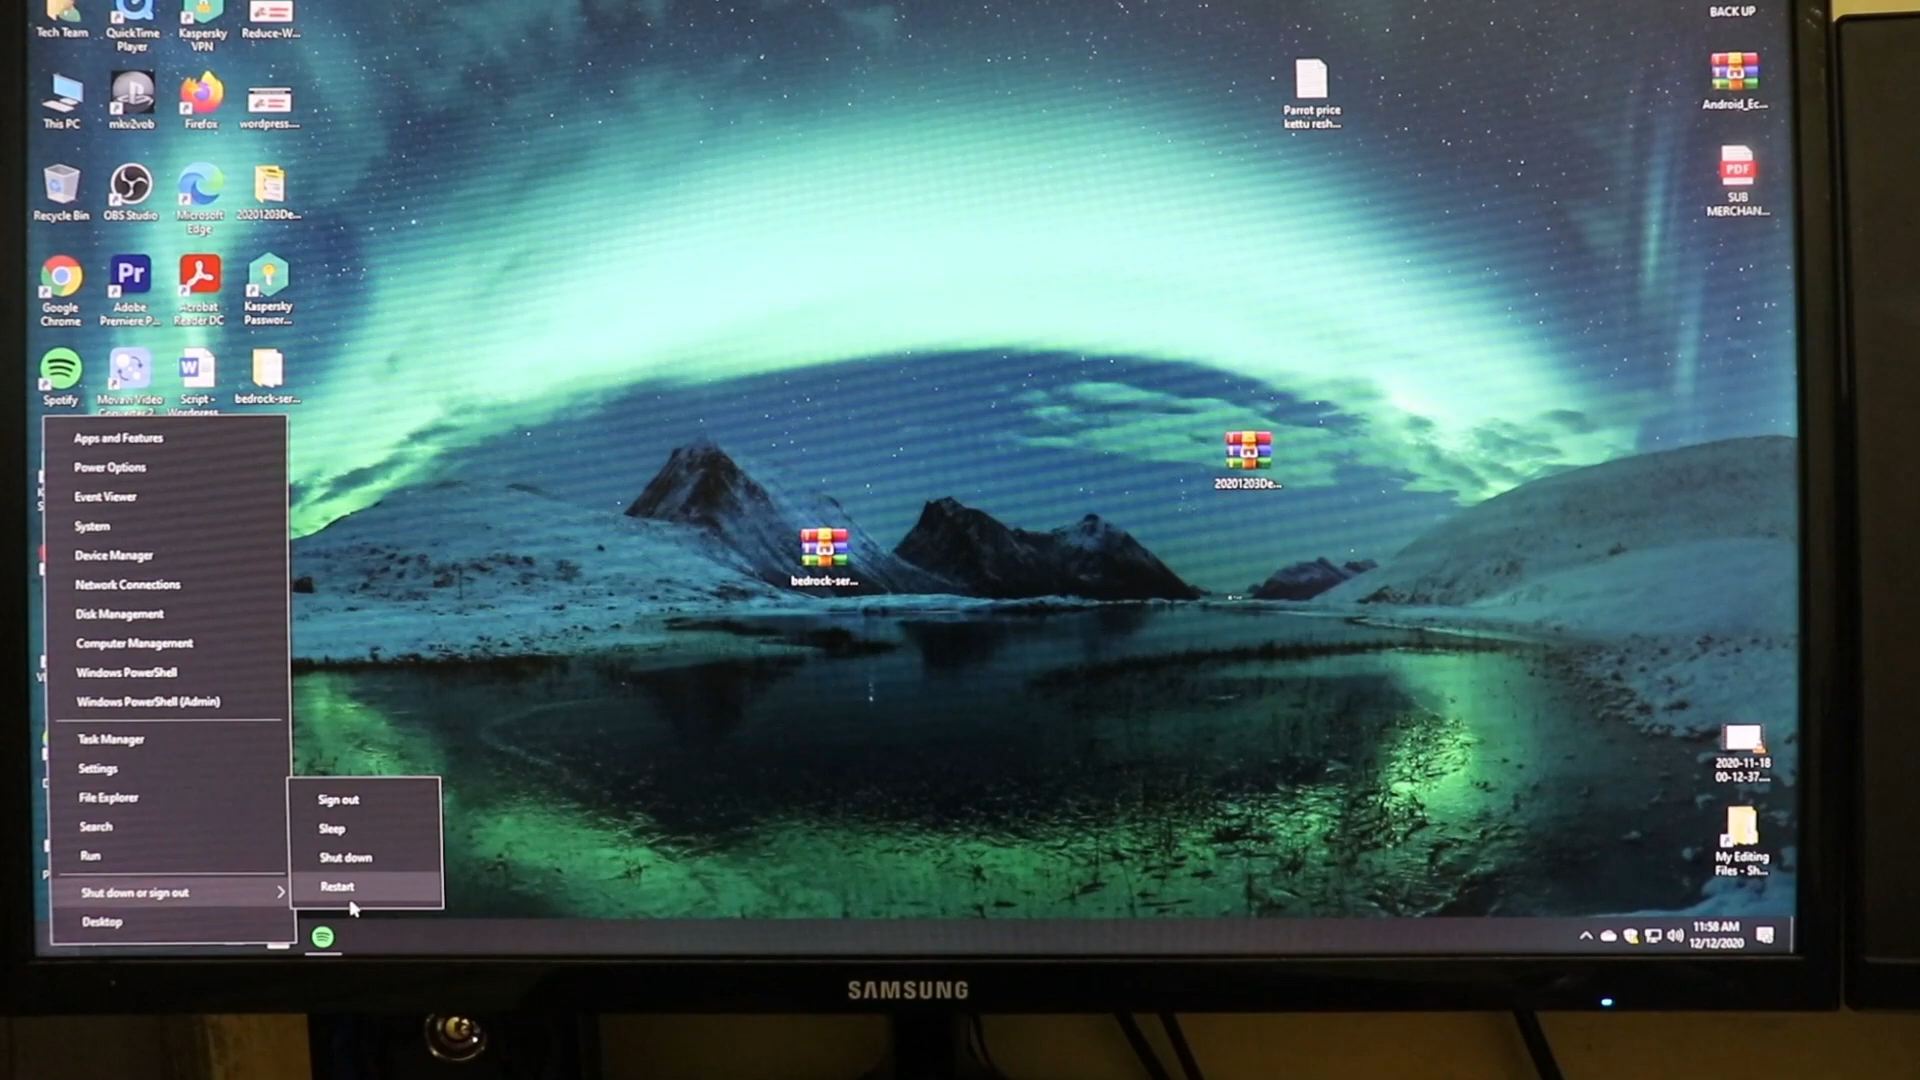 Tech Team
QuickTime
Player
Kaspersky
VPN
Reduce-W...
This PC
mkv2vob
Firefox
wordpress....
Recycle Bin
OBS Studio
Microsoft
Edge
20201203De...
Google
Chrome
Pr
Adobe
Premiere P...
Acrobat
Reader DC
Kaspersky
Passwor...
Spotify
Movavi Video
W
Script -
Wordpress
bedrock-ser...
Apps and Features
Power Options
Event Viewer
System
Device Manager
Network Connections
Disk Management
Computer Management
Windows PowerShell
Windows PowerShell (Admin)
Task Manager
Settings
File Explorer
Search
Run
Shut down or sign out
Desktop
Sign out
Sleep
Shut down
Restart
bedrock-ser...
20201203De...
Parrot price
kettu resh...
BACK UP
Android_Ec...
PDF
SUB
MERCHAN...
2020-11-18
00-12-37....
My Editing
Files - Sh...
11:58 AM
12/12/2020
SAMSUNG